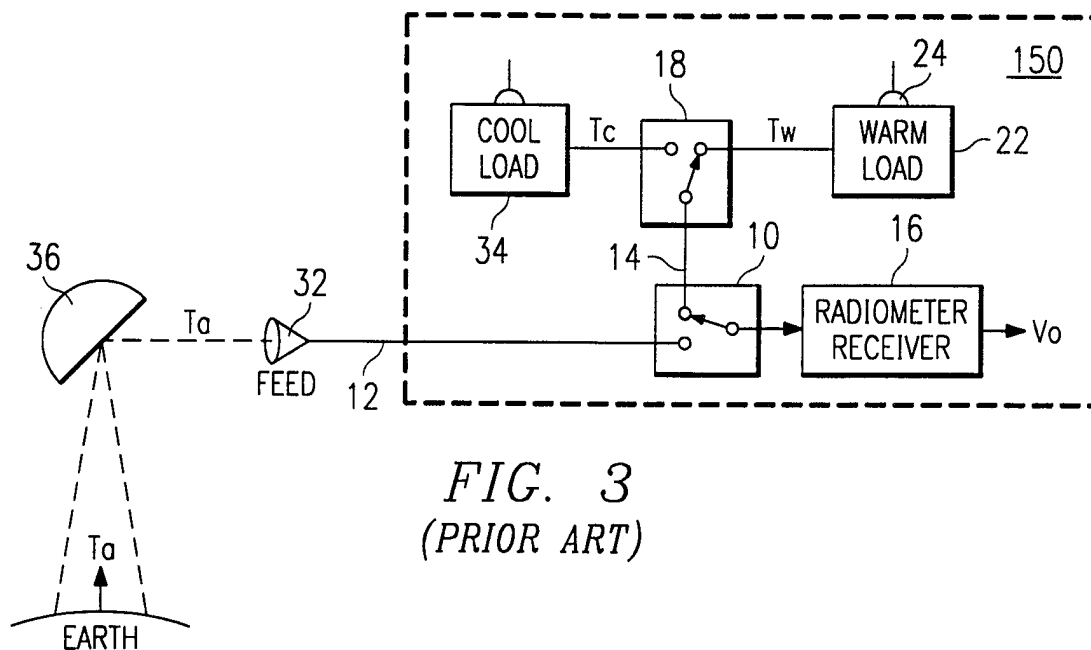 150
18
24
COOL LOAD
Tc
Tw
WARM LOAD
22
34
14
10
16
36
Ta
32
FEED
12
RADIOMETER RECEIVER
Vo
FIG. 3
(PRIOR ART)
Ta
EARTH